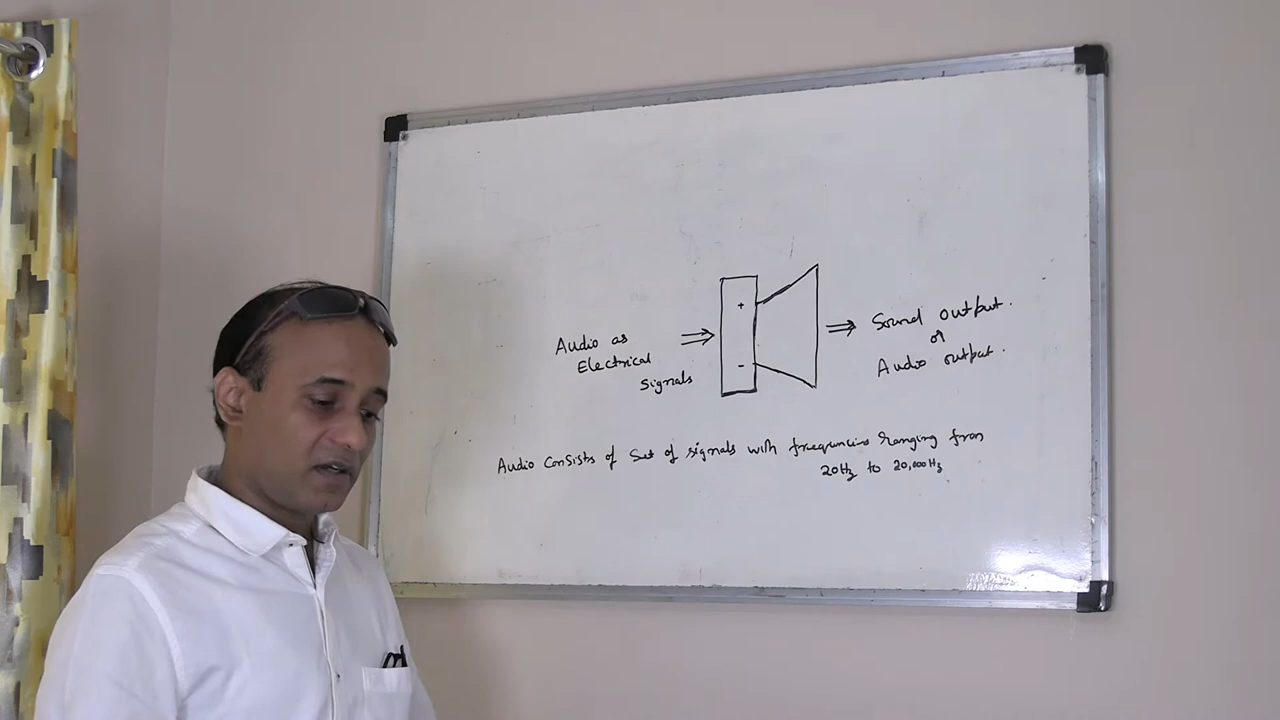 Audio as
Electrical
Signals
+
-
Sound output.
or
Audio output.
Audio Consists of Set of signals with frequencies ranging from
20Hz to 20,000Hz